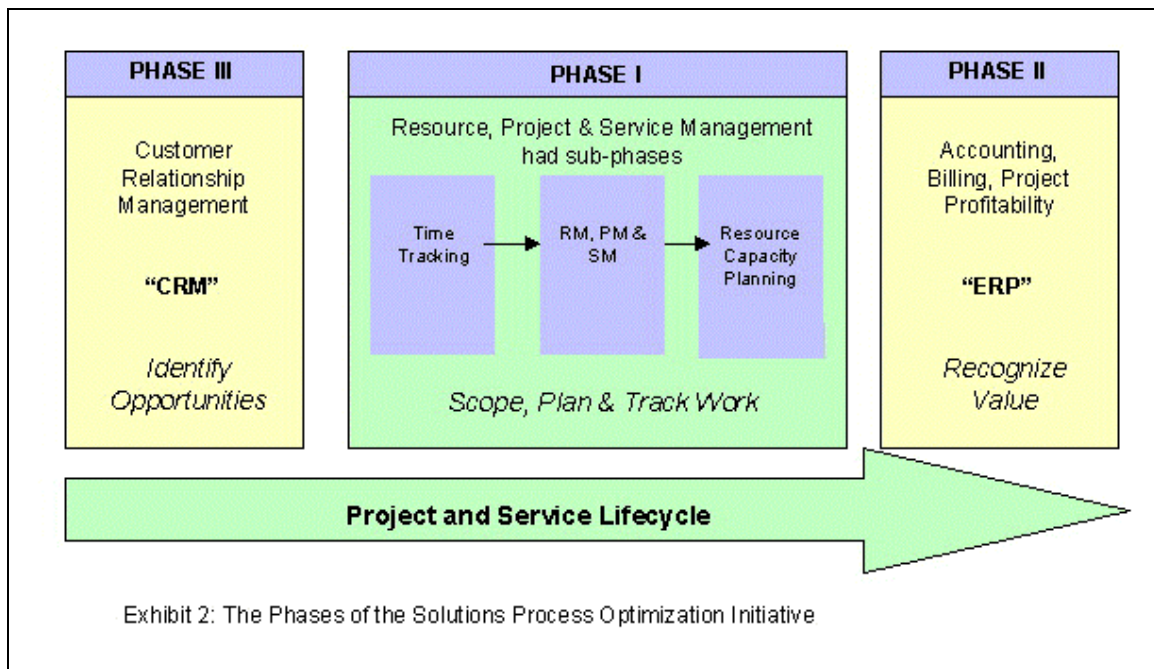 PHASE III
Customer
Relationship
Management
“CRM”
Identify
Opportunities
PHASE I
Resource, Project & Service Management
had sub-phases
Time
Tracking
RM, PM &
SM
Resource
Capacity
Planning
Scope, Plan & Track Work
PHASE II
Accounting,
Billing, Project
Profitability
“ERP”
Recognize
Value
Project and Service Lifecycle
Exhibit 2: The Phases of the Solutions Process Optimization Initiative